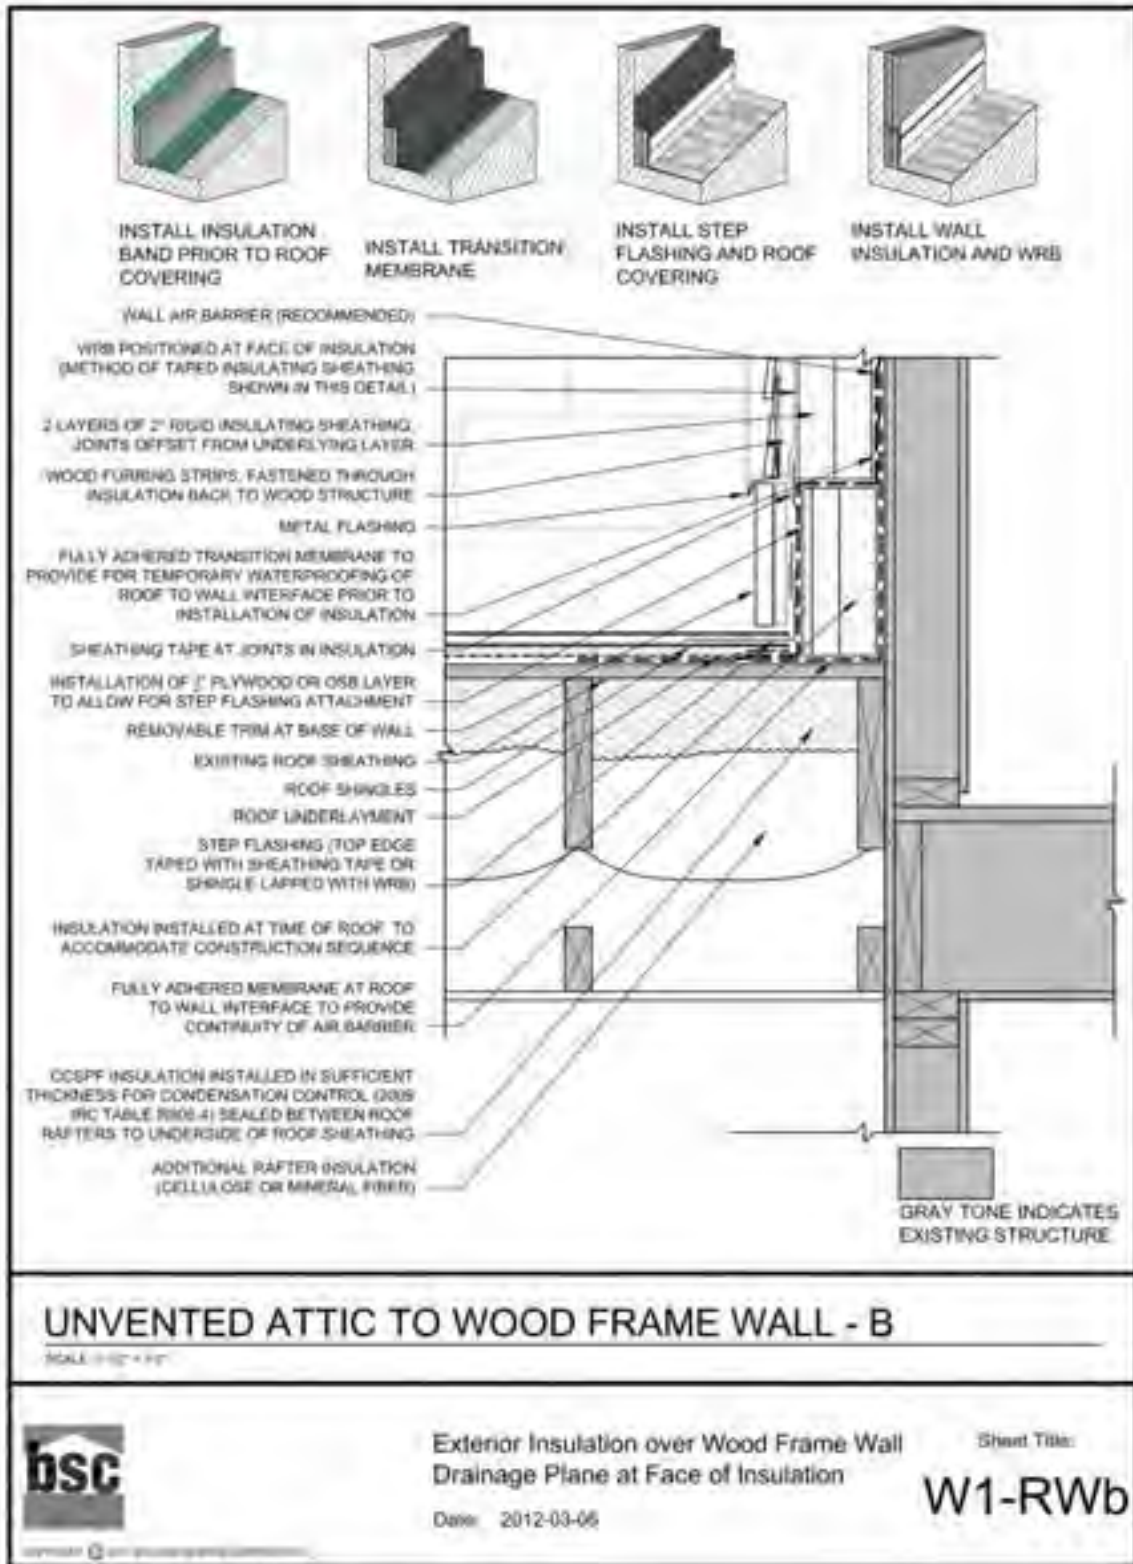 INSTALL INSULATION
BAND PRIOR TO ROOF
COVERING
INSTALL TRANSITION
MEMBRANE
INSTALL STEP
FLASHING AND ROOF
COVERING
INSTALL WALL
INSULATION AND WRB
WALL AIR BARRIER (RECOMMENDED)
WRB POSITIONED AT FACE OF INSULATION
(METHOD OF TAPED INSULATING SHEATHING
SHOWN IN THIS DETAIL)
2 LAYERS OF 2" RIGID INSULATING SHEATHING,
JOINTS OFFSET FROM UNDERLYING LAYER
WOOD FURRING STRIPS, FASTENED THROUGH
INSULATION BACK TO WOOD STRUCTURE
METAL FLASHING
FULLY ADHERED TRANSITION MEMBRANE TO
PROVIDE FOR TEMPORARY WATERPROOFING OF
ROOF TO WALL INTERFACE PRIOR TO
INSTALLATION OF INSULATION
SHEATHING TAPE AT JOINTS IN INSULATION
INSTALLATION OF PLYWOOD OR OSB LAYER
TO ALLOW FOR STEP FLASHING ATTACHMENT
REMOVABLE TRIM AT BASE OF WALL
EXISTING ROOF SHEATHING
ROOF SHINGLES
ROOF UNDERLAYMENT
STEP FLASHING (TOP EDGE
TAPED WITH SHEATHING TAPE OR
SHINGLE LAPPED WITH WRB)
INSULATION INSTALLED AT TIME OF ROOF TO
ACCOMMODATE CONSTRUCTION SEQUENCE
FULLY ADHERED MEMBRANE AT ROOF
TO WALL INTERFACE TO PROVIDE
CONTINUITY OF AIR BARRIER
CCSPF INSULATION INSTALLED IN SUFFICIENT
THICKNESS FOR CONDENSATION CONTROL (2009
IRC TABLE R806.4) SEALED BETWEEN ROOF
RAFTERS TO UNDERSIDE OF ROOF SHEATHING
ADDITIONAL RAFTER INSULATION
(CELLULOSE OR MINERAL FIBER)
GRAY TONE INDICATES
EXISTING STRUCTURE
UNVENTED ATTIC TO WOOD FRAME WALL - B
bsc
Exterior Insulation over Wood Frame Wall
Drainage Plane at Face of Insulation
Date: 2012-03-06
Sheet Title:
W1-RWb